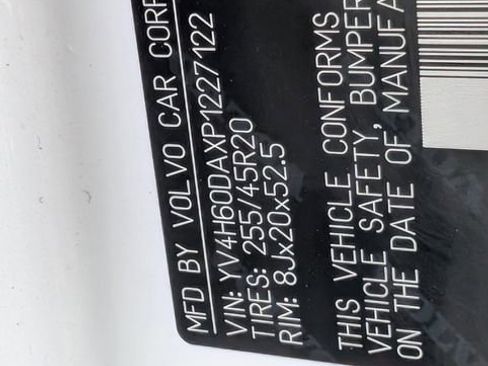 MFD BY VOLVO CAR CORP
VIN: YV4H60DAXP1227122
TIRES: 255/45R20
RIM: 8Jx20x52.5
THIS VEHICLE CONFORMS
VEHICLE SAFETY, BUMPER
ON THE DATE OF MANUFA